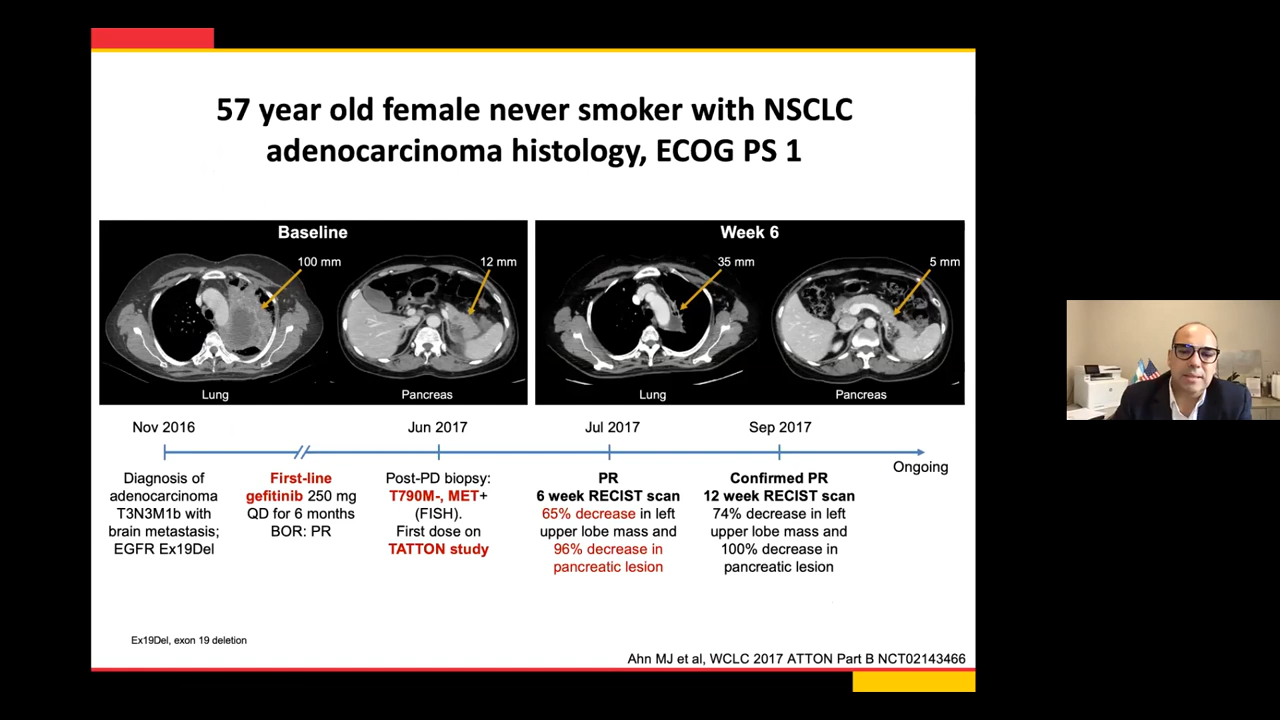 57 year old female never smoker with NSCLC
adenocarcinoma histology, ECOG PS 1
Baseline
100 mm
12 mm
Lung
Pancreas
Week 6
35 mm
5 mm
Lung
Pancreas
Nov 2016
Diagnosis of
adenocarcinoma
T3N3M1b with
brain metastasis;
EGFR Ex19Del
First-line
gefitinib 250 mg
QD for 6 months
BOR: PR
Jun 2017
Post-PD biopsy:
T790M-, MET+
(FISH).
First dose on
TATTON study
Jul 2017
PR
6 week RECIST scan
65% decrease in left
upper lobe mass and
96% decrease in
pancreatic lesion
Sep 2017
Confirmed PR
12 week RECIST scan
74% decrease in left
upper lobe mass and
100% decrease in
pancreatic lesion
Ongoing
Ex19Del, exon 19 deletion
Ahn MJ et al, WCLC 2017 ATTON Part B NCT02143466